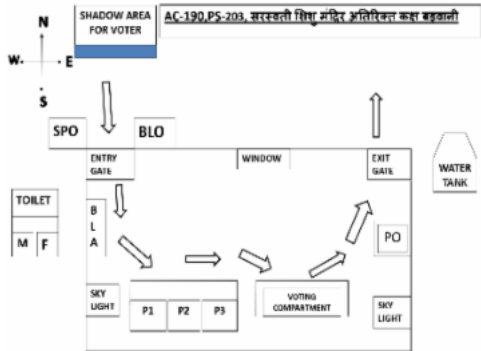 N
SHADOW AREA
FOR VOTER
AC-190,PS-203, सरस्वती शिशु मंदिर अतिरिक्त कक्ष बड़वानी
W
E
S
SPO
BLO
ENTRY
GATE
WINDOW
EXIT
GATE
WATER
TANK
TOILET
M
F
B
L
A
PO
SKY
LIGHT
P1
P2
P3
VOTING
COMPARTMENT
SKY
LIGHT